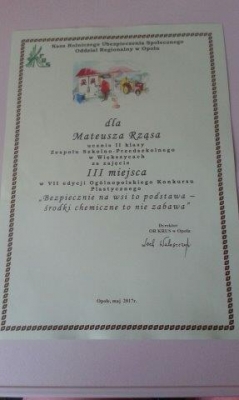 Kasa Rolniczego Ubezpieczenia Społecznego
Oddział Regionalny w Opolu
dla
Mateusza Rząsa
ucznia II klasy
Zespołu Szkolno-Przedszkolnego
w Większycach
za zajęcie
III miejsca
w VII edycji Ogólnopolskiego Konkursu
Plastycznego
„Bezpiecznie na wsi to podstawa –
środki chemiczne to nie zabawa"
Dyrektor
OR KRUS w Opolu
Opole, maj 2017r.